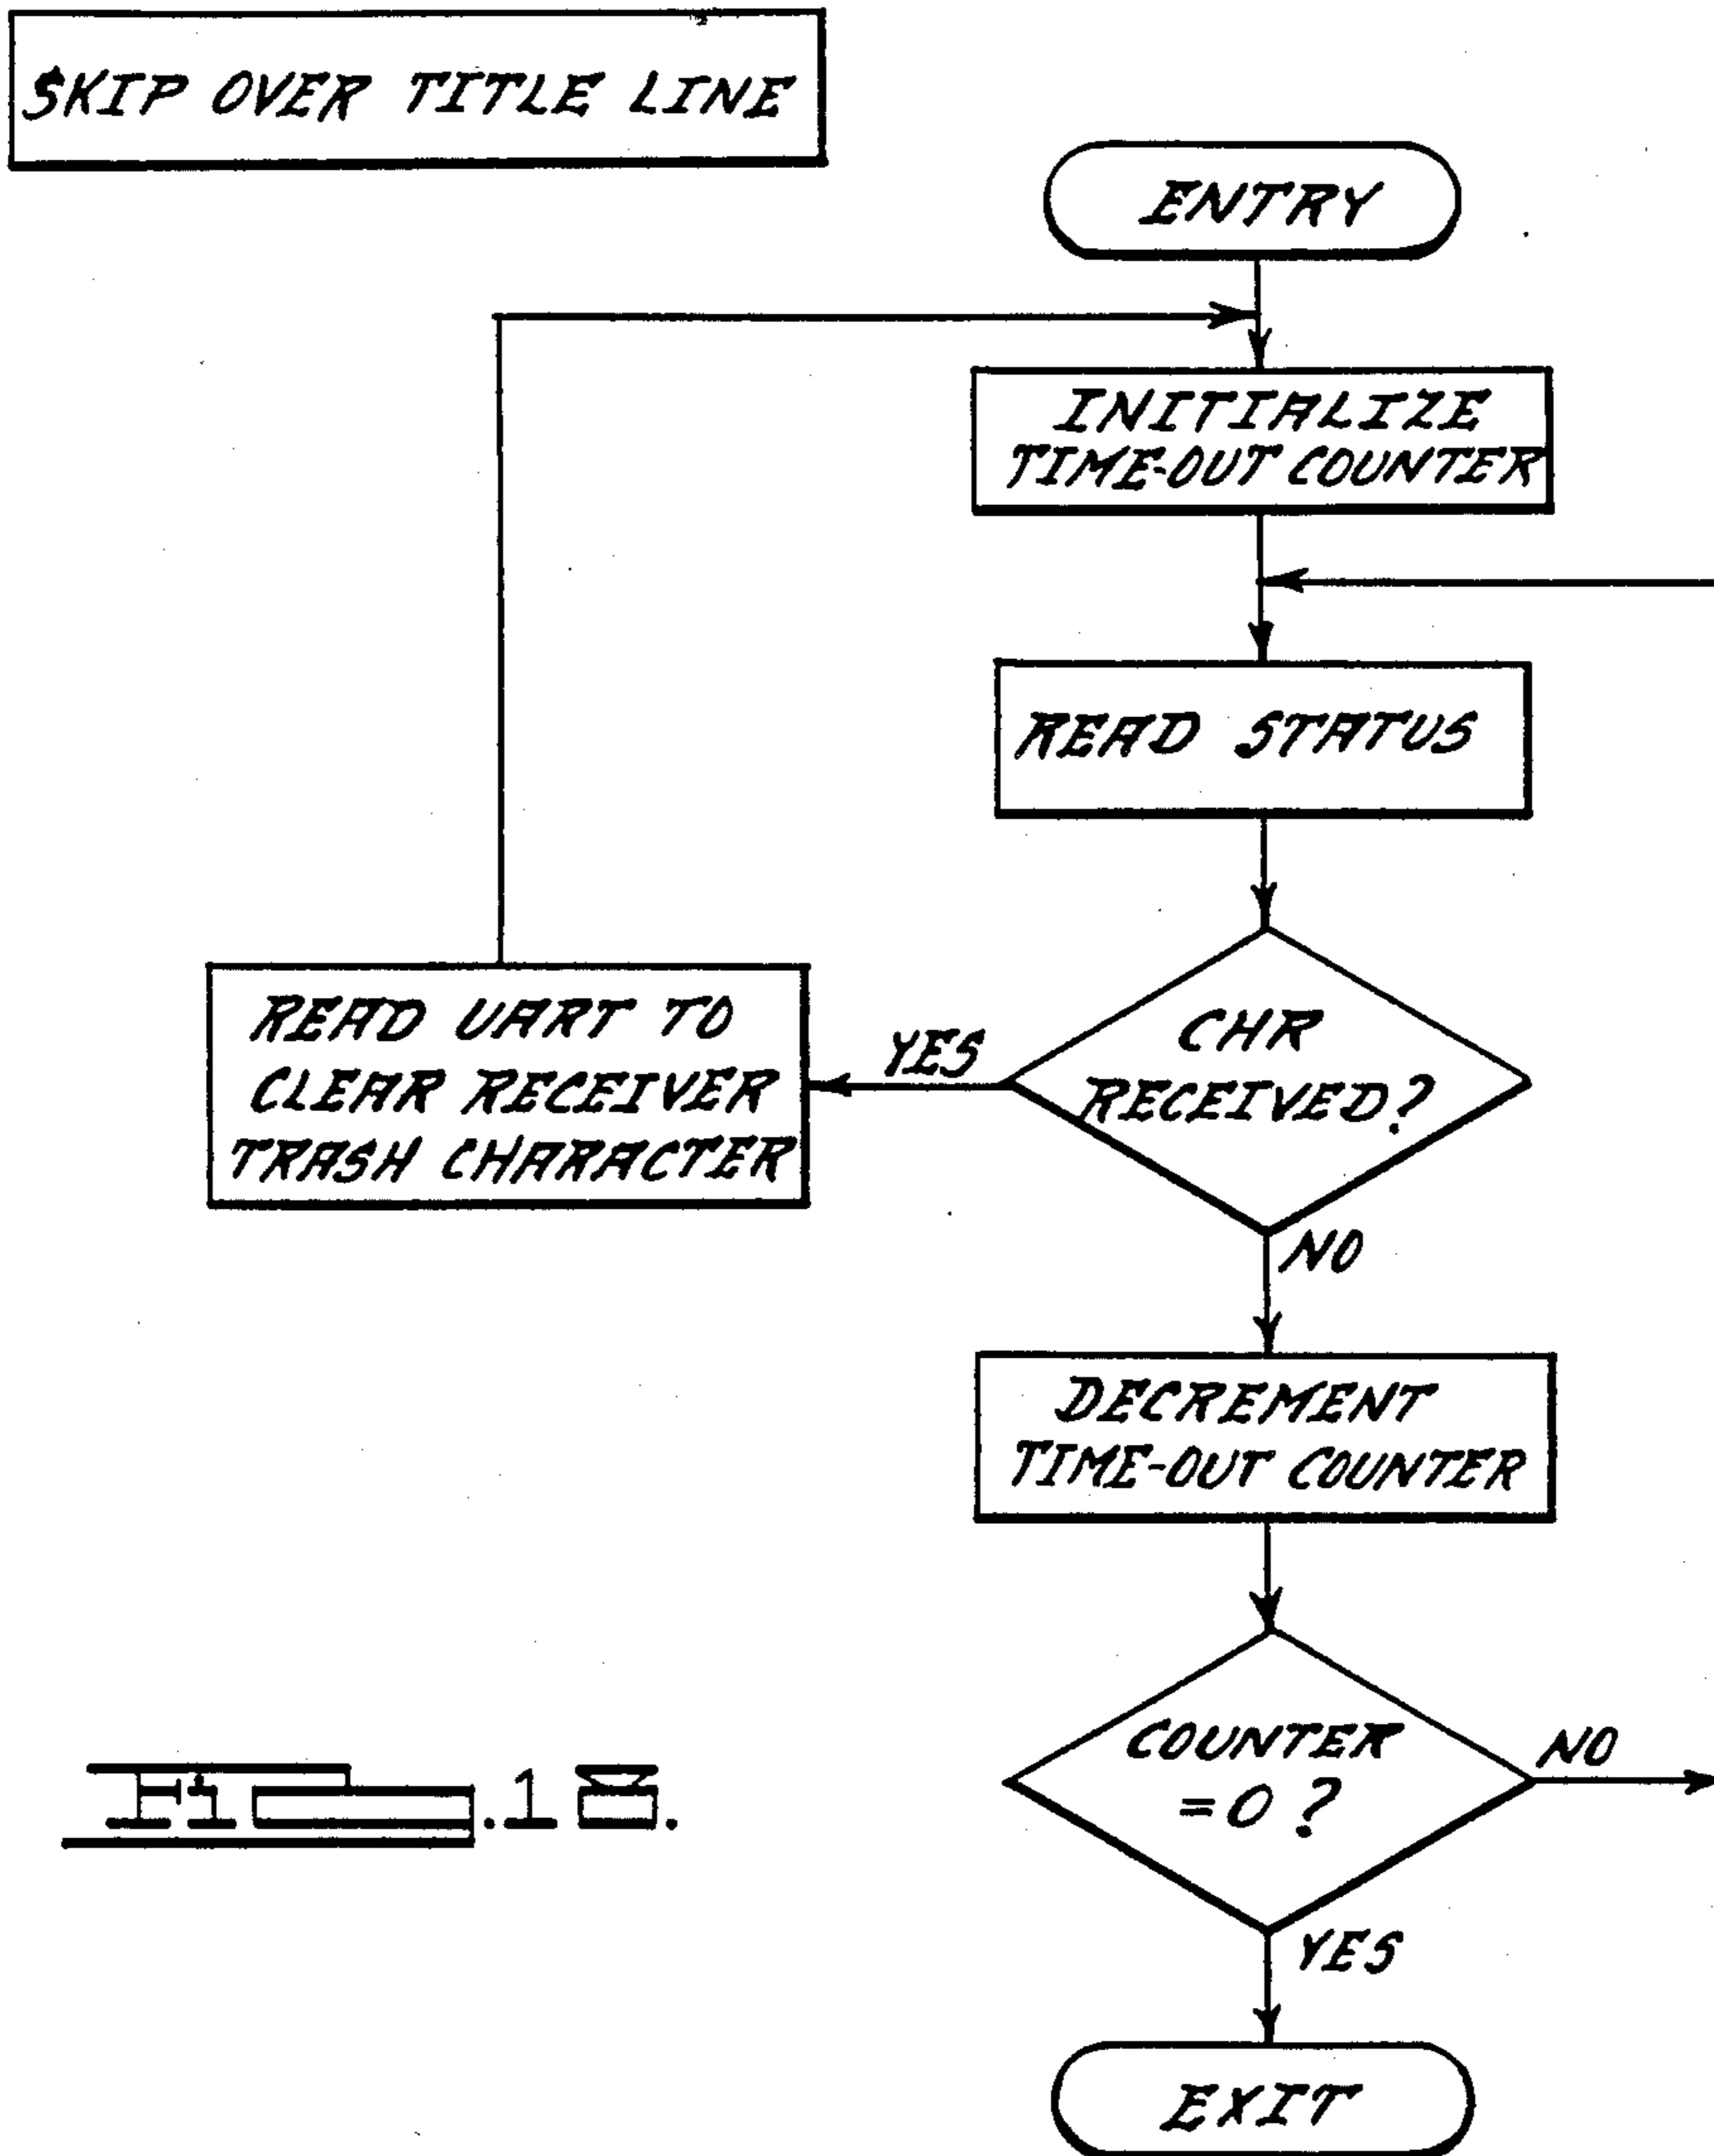 SKIP OVER TITLE LINE
ENTRY
INITIALIZE
TIME-OUT COUNTER
READ STATUS
CHR
RECEIVED?
YES
READ UART TO
CLEAR RECEIVER
TRASH CHARACTER
NO
DECREMENT
TIME-OUT COUNTER
COUNTER
=0?
NO
YES
EXIT